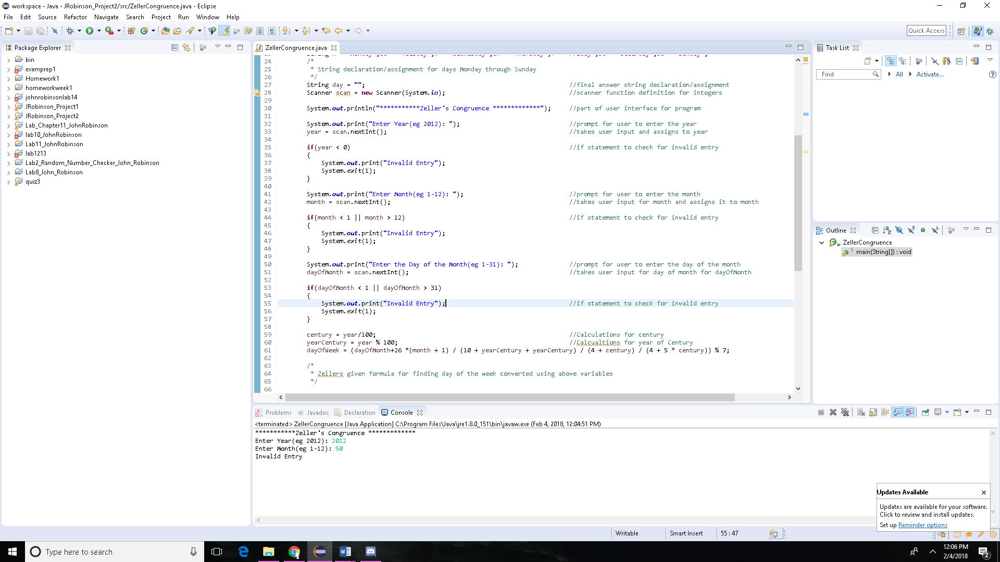 workspace - Java - JRobinson_Project2/src/ZellerCongruence.java - Eclipse
File Edit Source Refactor Navigate Search Project Run Window Help
Quick Access
Package Explorer
bin
examprep1
Homework1
homeworkweek1
johnrobinsonlab14
JRobinson_Project1
JRobinson_Project2
Lab_Chapter11_JohnRobinson
lab10_JohnRobinson
Lab11_JohnRobinson
lab1213
Lab2_Random_Number_Checker_John_Robinson
Lab8_John_Robinson
quiz3
ZellerCongruence.java
24 /*
25 * String declaration/assignment for days Monday through Sunday
26 */
27 String day = ""; //final answer string declaration/assignment
28 Scanner scan = new Scanner(System.in); //scanner function definition for integers
29
30 System.out.println("***********Zeller's Congruence *************"); //part of user interface for program
31
32 System.out.print("Enter Year(eg 2012): "); //prompt for user to enter the year
33 year = scan.nextInt(); //takes user input and assigns to year
34
35 if(year < 0) //if statement to check for invalid entry
36 {
37 System.out.print("Invalid Entry");
38 System.exit(1);
39 }
40
41 System.out.print("Enter Month(eg 1-12): "); //prompt for user to enter the month
42 month = scan.nextInt(); //takes user input for month and assigns it to month
43
44 if(month < 1 || month > 12) //if statement to check for invalid entry
45 {
46 System.out.print("Invalid Entry");
47 System.exit(1);
48 }
49
50 System.out.print("Enter the Day of the Month(eg 1-31): "); //prompt for user to enter the day of the month
51 dayOfMonth = scan.nextInt(); //takes user input for day of month for dayOfMonth
52
53 if(dayOfMonth < 1 || dayOfMonth > 31)
54 {
55 System.out.print("Invalid Entry"); //if statement to check for invalid entry
56 System.exit(1);
57 }
58
59 century = year/100; //Calculations for century
60 yearCentury = year % 100; //Calcualtions for year of Century
61 dayOfWeek = (dayOfMonth+26 *(month + 1) / (10 + yearCentury + yearCentury) / (4 + century) / (4 + 5 * century)) % 7;
62
63 /*
64 * Zellers given formula for finding day of the week converted using above variables
65 */
66
Task List
Find All Activate...
Outline
ZellerCongruence
main(String[]) : void
Problems Javadoc Declaration Console
<terminated> ZellerCongruence [Java Application] C:\Program Files\Java\jre1.8.0_151\bin\javaw.exe (Feb 4, 2018, 12:04:51 PM)
***********Zeller's Congruence *************
Enter Year(eg 2012): 2012
Enter Month(eg 1-12): 50
Invalid Entry
Updates Available
Updates are available for your software.
Click to review and install updates.
Set up Reminder options
Writable Smart Insert 55 : 47
Type here to search
12:06 PM
2/4/2018
2